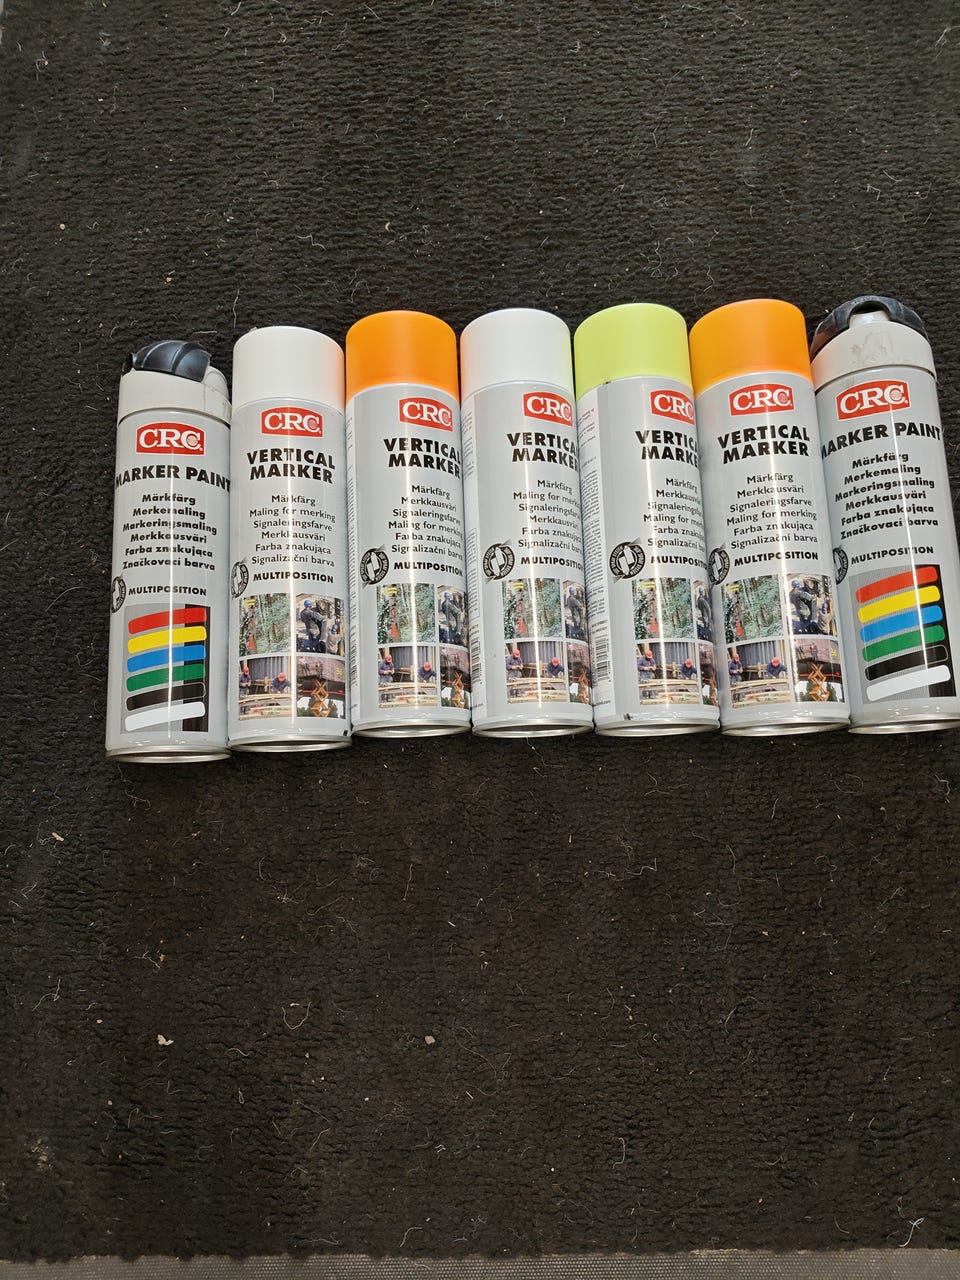 CRC
MARKER PAINT
Märkfärg
Merkemaling
Markeringsmaling
Merkkausväri
Farba znakująca
Značkovací barva
MULTIPOSITION
CRC
VERTICAL
MARKER
Märkfärg
Maling for merking
Signaleringsfarve
Merkkausväri
Farba znakująca
Signalizační barva
MULTIPOSITION
CRC
VERTICAL
MARKER
Märkfärg
Merkkausväri
Signaleringsfarve
Maling for merking
Farba znakująca
Signalizační barva
MULTIPOSITION
CRC
VERTICAL
MARKER
Märkfärg
Maling for merking
Signaleringsfarve
Merkkausväri
Farba znakująca
Signalizační barva
MULTIPOSITION
CRC
VERTICAL
MARKE
Märkfärg
Merkkausväri
Signaleringsfarve
Maling for merking
Farba znakująca
Signalizační barva
MULTIPOSITION
CRC
VERTICAL
MARKER
Märkfärg
Merkkausväri
Signaleringsfarve
Maling for merking
Farba znakująca
Signalizační barva
MULTIPOSITION
CRC
MARKER PAINT
Märkfärg
Merkemaling
Markeringsmaling
Merkkausväri
Farba znakująca
Značkovací barva
MULTIPOSITION